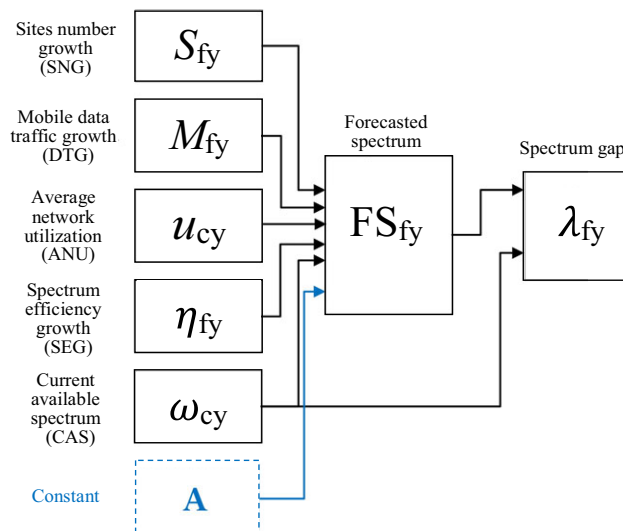 Sites number
growth
(SNG)
S_fy
Mobile data
traffic growth
(DTG)
M_fy
Average
network
utilization
(ANU)
u_cy
Spectrum
efficiency
growth
(SEG)
η_fy
Current
available
spectrum
(CAS)
ω_cy
Constant
A
Forecasted
spectrum
FS_fy
Spectrum gap
λ_fy